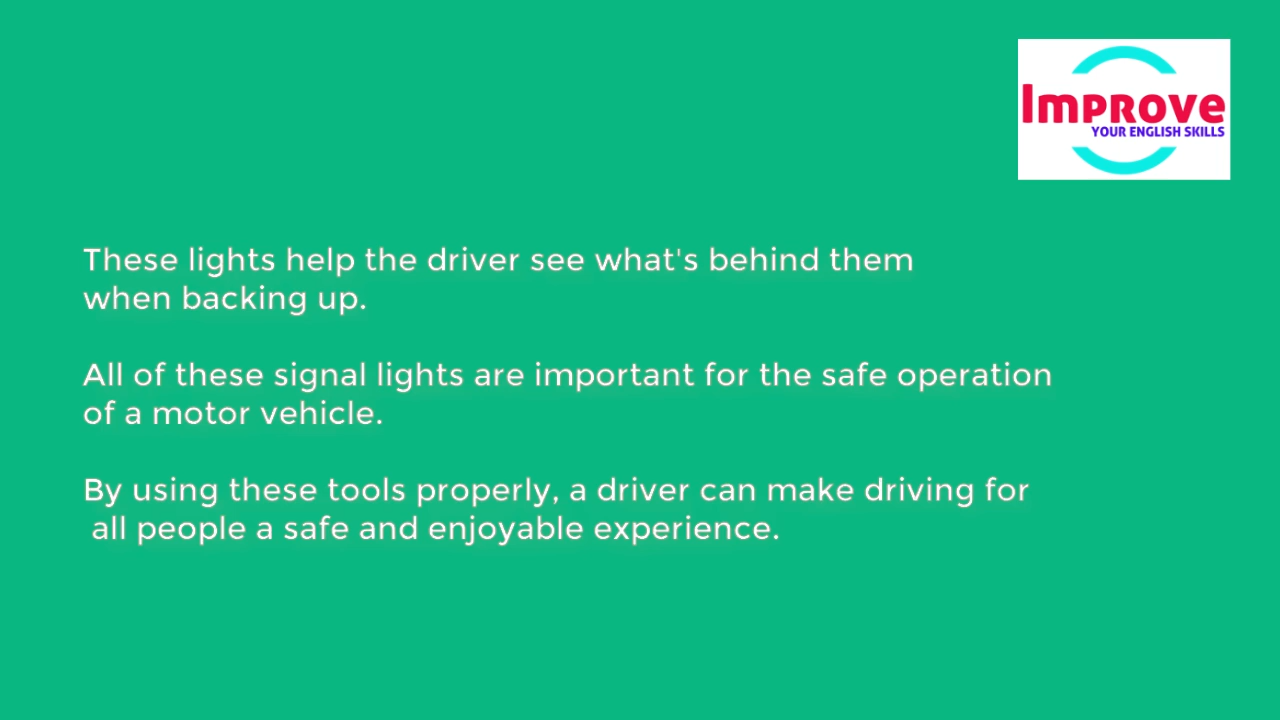 Improve
YOUR ENGLISH SKILLS
These lights help the driver see what's behind them
when backing up.
All of these signal lights are important for the safe operation
of a motor vehicle.
By using these tools properly, a driver can make driving for
all people a safe and enjoyable experience.